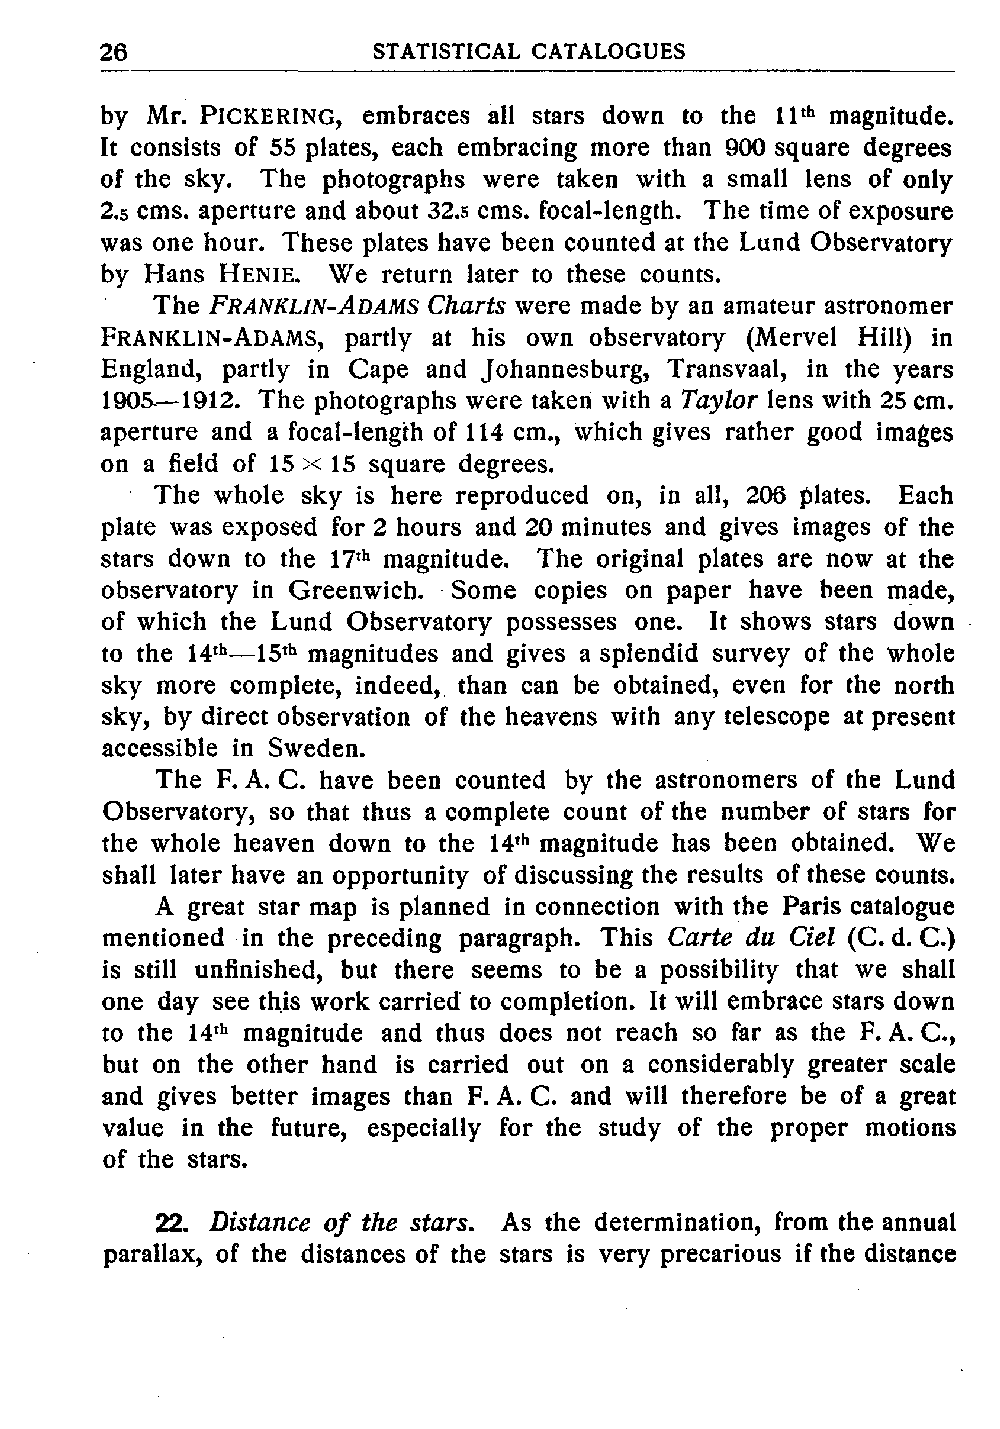 26 STATISTICAL CATALOGUES
by Mr. PICKERING, embraces all stars down to the 11th magnitude.
It consists of 55 plates, each embracing more than 900 square degrees
of the sky. The photographs were taken with a small lens of only
2.5 cms. aperture and about 32.5 cms. focal-length. The time of exposure
was one hour. These plates have been counted at the Lund Observatory
by Hans HENIE. We return later to these counts.
The FRANKLIN-ADAMS Charts were made by an amateur astronomer
FRANKLIN-ADAMS, partly at his own observatory (Mervel Hill) in
England, partly in Cape and Johannesburg, Transvaal, in the years
1905—1912. The photographs were taken with a Taylor lens with 25 cm.
aperture and a focal-length of 114 cm., which gives rather good images
on a field of 15 × 15 square degrees.
The whole sky is here reproduced on, in all, 206 plates. Each
plate was exposed for 2 hours and 20 minutes and gives images of the
stars down to the 17th magnitude. The original plates are now at the
observatory in Greenwich. Some copies on paper have been made,
of which the Lund Observatory possesses one. It shows stars down
to the 14th—15th magnitudes and gives a splendid survey of the whole
sky more complete, indeed, than can be obtained, even for the north
sky, by direct observation of the heavens with any telescope at present
accessible in Sweden.
The F. A. C. have been counted by the astronomers of the Lund
Observatory, so that thus a complete count of the number of stars for
the whole heaven down to the 14th magnitude has been obtained. We
shall later have an opportunity of discussing the results of these counts.
A great star map is planned in connection with the Paris catalogue
mentioned in the preceding paragraph. This Carte du Ciel (C. d. C.)
is still unfinished, but there seems to be a possibility that we shall
one day see this work carried to completion. It will embrace stars down
to the 14th magnitude and thus does not reach so far as the F. A. C.,
but on the other hand is carried out on a considerably greater scale
and gives better images than F. A. C. and will therefore be of a great
value in the future, especially for the study of the proper motions
of the stars.
22. Distance of the stars. As the determination, from the annual
parallax, of the distances of the stars is very precarious if the distance